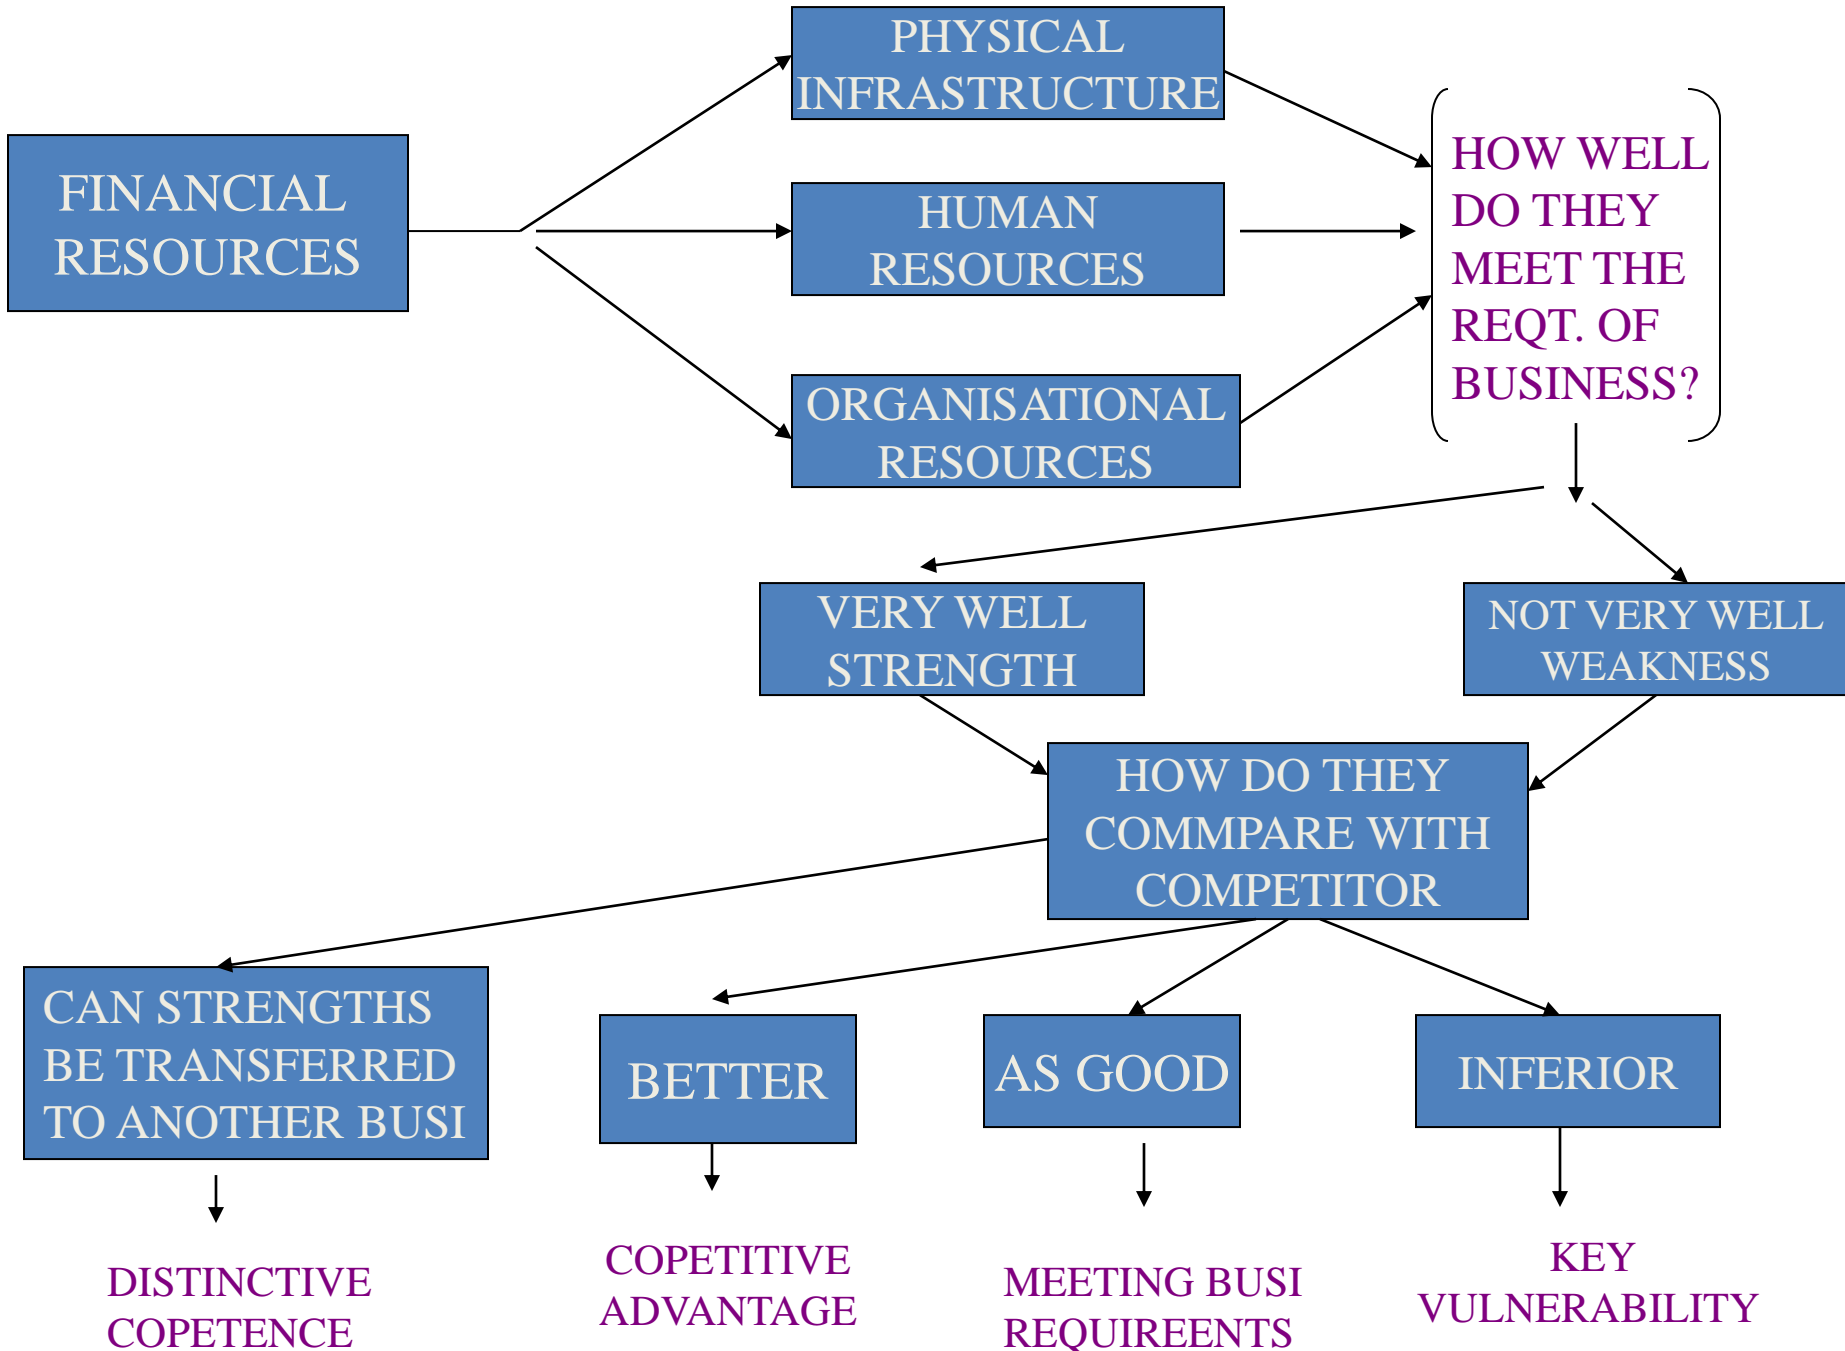 PHYSICAL
INFRASTRUCTURE
FINANCIAL
RESOURCES
HUMAN
RESOURCES
ORGANISATIONAL
RESOURCES
HOW WELL
DO THEY
MEET THE
REQT. OF
BUSINESS?
VERY WELL
STRENGTH
NOT VERY WELL
WEAKNESS
HOW DO THEY
COMMPARE WITH
COMPETITOR
CAN STRENGTHS
BE TRANSFERRED
TO ANOTHER BUSI
BETTER
AS GOOD
INFERIOR
DISTINCTIVE
COPETENCE
COPETITIVE
ADVANTAGE
MEETING BUSI
REQUIREENTS
KEY
VULNERABILITY